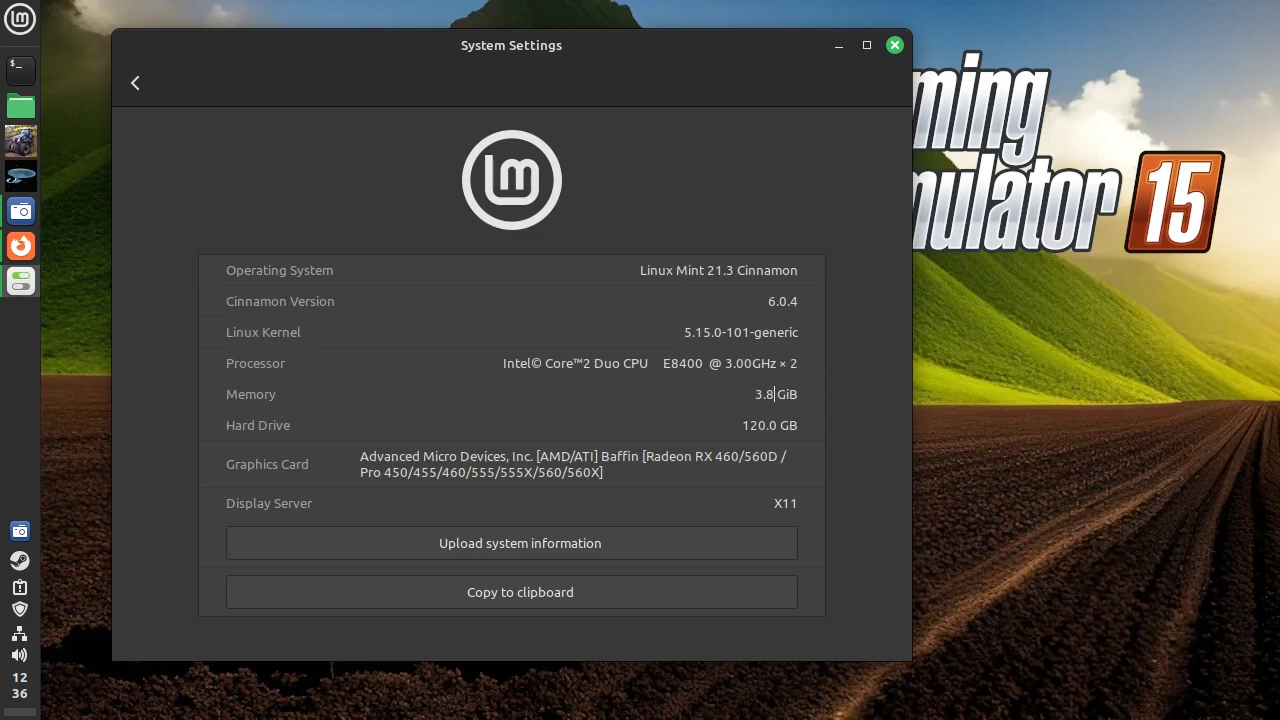 System Settings
$_
lm
Operating System Linux Mint 21.3 Cinnamon
Cinnamon Version 6.0.4
Linux Kernel 5.15.0-101-generic
Processor Intel© Core™2 Duo CPU E8400 @ 3.00GHz × 2
Memory 3.8 GiB
Hard Drive 120.0 GB
Graphics Card Advanced Micro Devices, Inc. [AMD/ATI] Baffin [Radeon RX 460/560D /
Pro 450/455/460/555/555X/560/560X]
Display Server X11
Upload system information
Copy to clipboard
ming
mulator 15
12
36